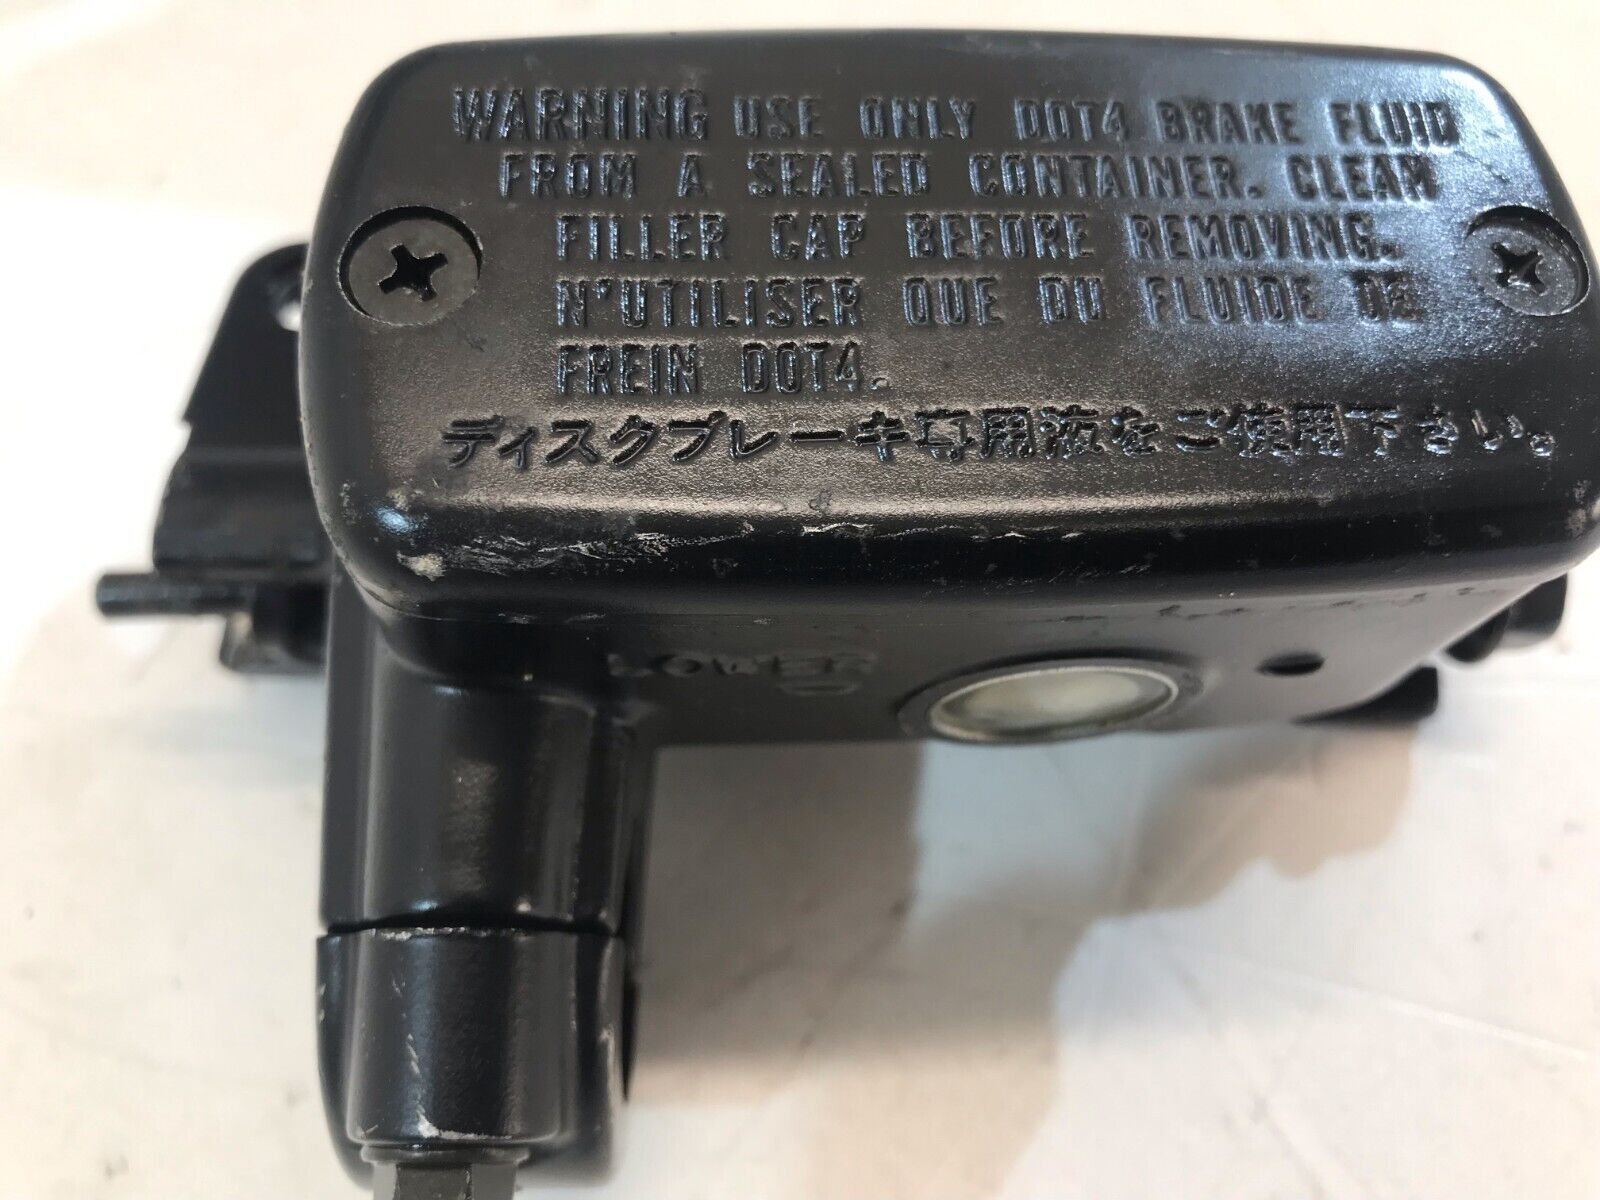 WARNING USE ONLY DOT4 BRAKE FLUID
FROM A SEALED CONTAINER. CLEAN
FILLER CAP BEFORE REMOVING.
N'UTILISER QUE DU FLUIDE DE
FREIN DOT4.
ディスクブレーキ専用液をご使用下さい。
LOWER